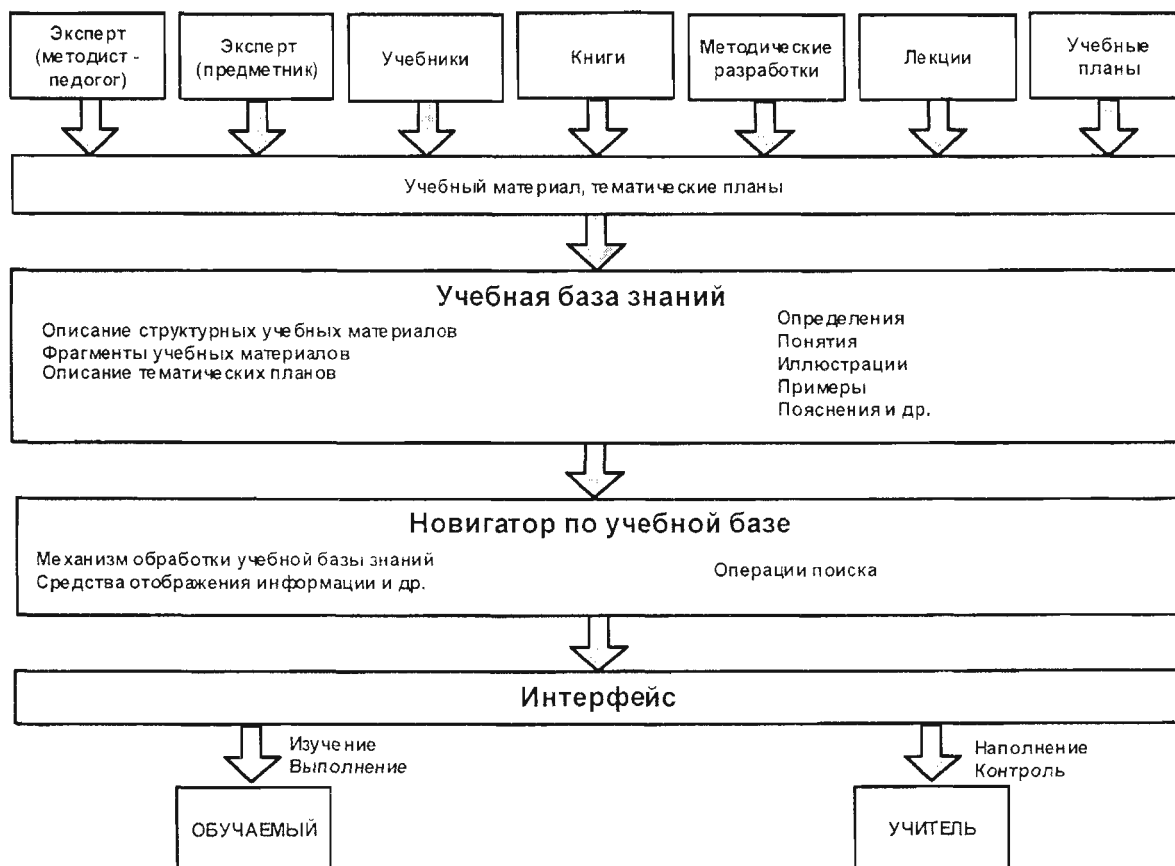 Эксперт
(методист -
педогог)
Эксперт
(предметник)
Учебники
Книги
Методические
разработки
Лекции
Учебные
планы
Учебный материал, тематические планы
Учебная база знаний
Описание структурных учебных материалов
Фрагменты учебных материалов
Описание тематических планов
Определения
Понятия
Иллюстрации
Примеры
Пояснения и др.
Новигатор по учебной базе
Механизм обработки учебной базы знаний
Средства отображения информации и др.
Операции поиска
Интерфейс
Изучение
Выполнение
Наполнение
Контроль
ОБУЧАЕМЫЙ
УЧИТЕЛЬ